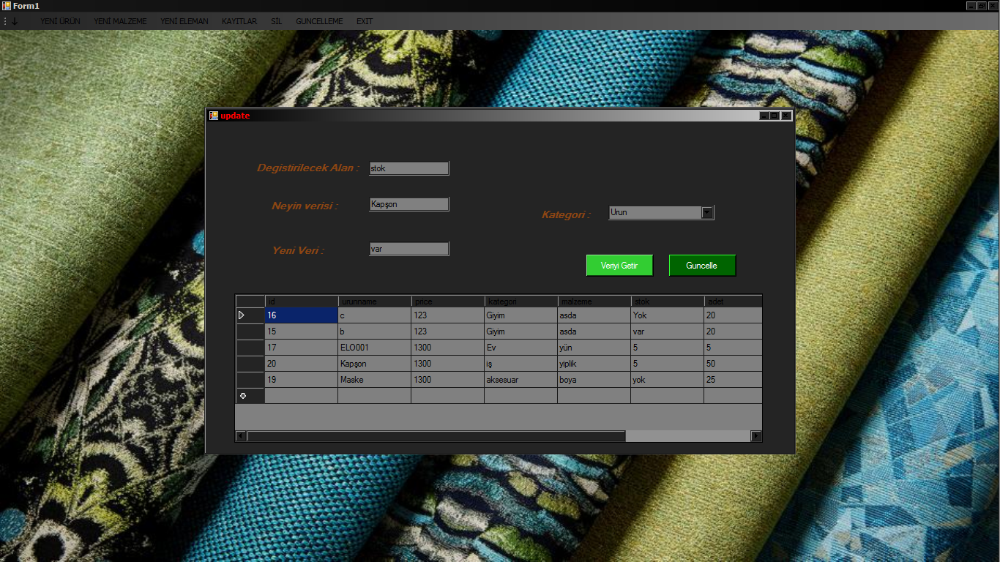 Form1
YENİ ÜRÜN YENİ MALZEME YENİ ELEMAN KAYITLAR SİL GUNCELLEME EXIT
update
Degistirilecek Alan : stok
Neyin verisi : Kapşon
Kategori : Urun
Yeni Veri : var
Veriyi Getir Guncelle
id urunname price kategori malzeme stok adet
16 c 123 Giyim asda Yok 20
15 b 123 Giyim asda var 20
17 ELO001 1300 Ev yün 5 5
20 Kapşon 1300 iş yiplik 5 50
19 Maske 1300 aksesuar boya yok 25